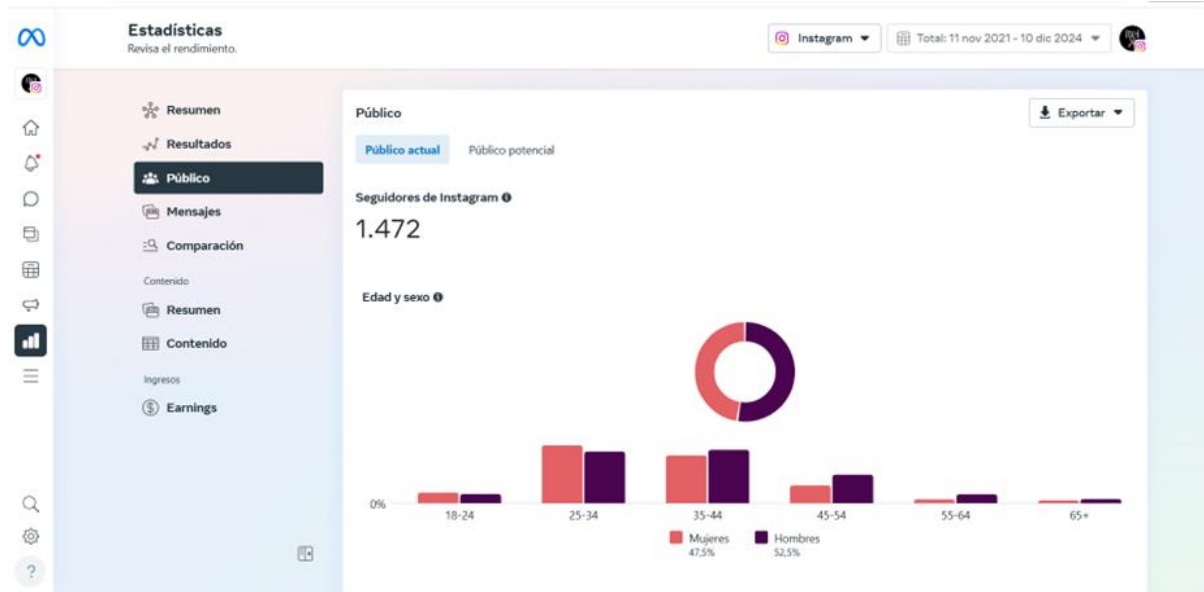 Estadísticas
Revisa el rendimiento.
Instagram
Total: 11 nov 2021 - 10 dic 2024
Resumen
Resultados
Público
Mensajes
Comparación
Contenido
Resumen
Contenido
Ingresos
Earnings
Público
Exportar
Público actual
Público potencial
Seguidores de Instagram
1.472
Edad y sexo
0%
18-24
25-34
35-44
45-54
55-64
65+
Mujeres
47,5%
Hombres
52,5%
?